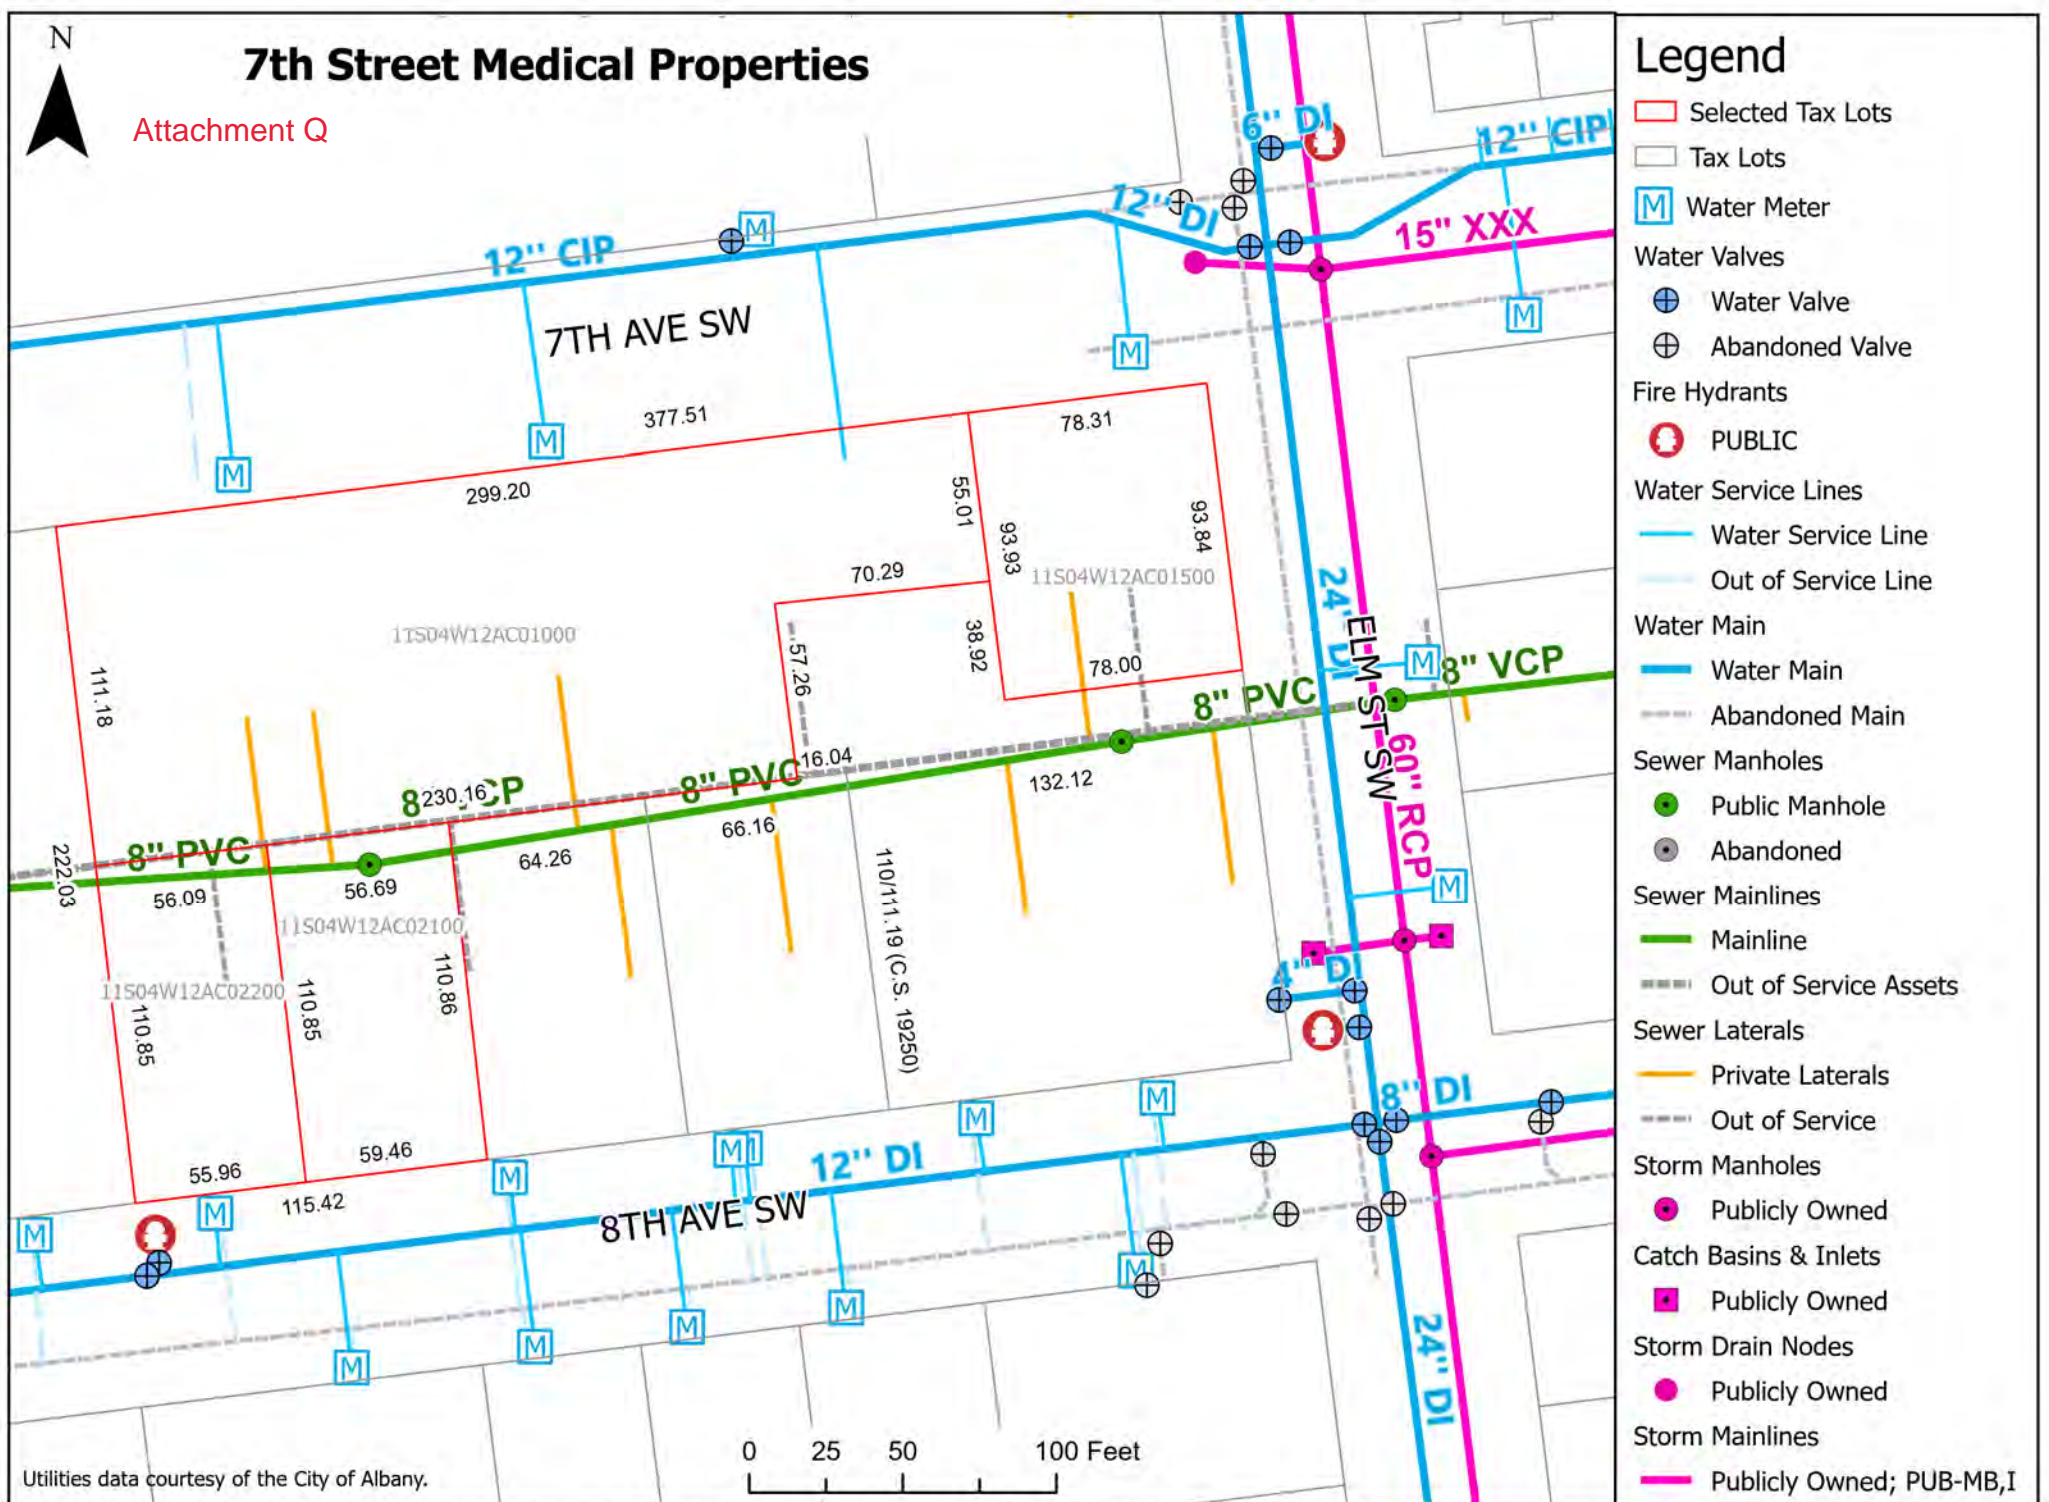 N
7th Street Medical Properties
Attachment Q
6'' DI
12'' CIP
12'' DI
15" XXX
12'' CIP
M
7TH AVE SW
M
M
377.51
78.31
M
M
299.20
55.01
93.93
93.84
70.29
11S04W12AC01500
24'' DI
11S04W12AC01000
38.92
57.26
78.00
111.18
M
8" VCP
8" PVC
ELM ST SW
16.04
8" PVC
230.16
132.12
60" RCP
8" PVC
66.16
64.26
222.03
56.09
56.69
110/111.19 (C.S. 19250)
M
11S04W12AC02100
110.86
11S04W12AC02200
110.85
110.85
4'' DI
8'' DI
M
M
59.46
M
M
12'' DI
55.96
M
115.42
M
M
8TH AVE SW
M
M
M
M
M
24'' DI
M
0 25 50 100 Feet
Utilities data courtesy of the City of Albany.
Legend
Selected Tax Lots
Tax Lots
M Water Meter
Water Valves
Water Valve
Abandoned Valve
Fire Hydrants
PUBLIC
Water Service Lines
Water Service Line
Out of Service Line
Water Main
Water Main
Abandoned Main
Sewer Manholes
Public Manhole
Abandoned
Sewer Mainlines
Mainline
Out of Service Assets
Sewer Laterals
Private Laterals
Out of Service
Storm Manholes
Publicly Owned
Catch Basins & Inlets
Publicly Owned
Storm Drain Nodes
Publicly Owned
Storm Mainlines
Publicly Owned; PUB-MB,I